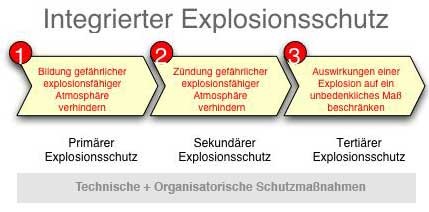 Integrierter Explosionsschutz
1 2 3
Bildung gefährlicher
explosionsfähiger
Atmosphäre
verhindern
Zündung gefährlicher
explosionsfähiger
Atmosphäre
verhindern
Auswirkungen einer
Explosion auf ein
unbedenkliches Maß
beschränken
Primärer
Explosionsschutz
Sekundärer
Explosionsschutz
Tertiärer
Explosionsschutz
Technische + Organisatorische Schutzmaßnahmen